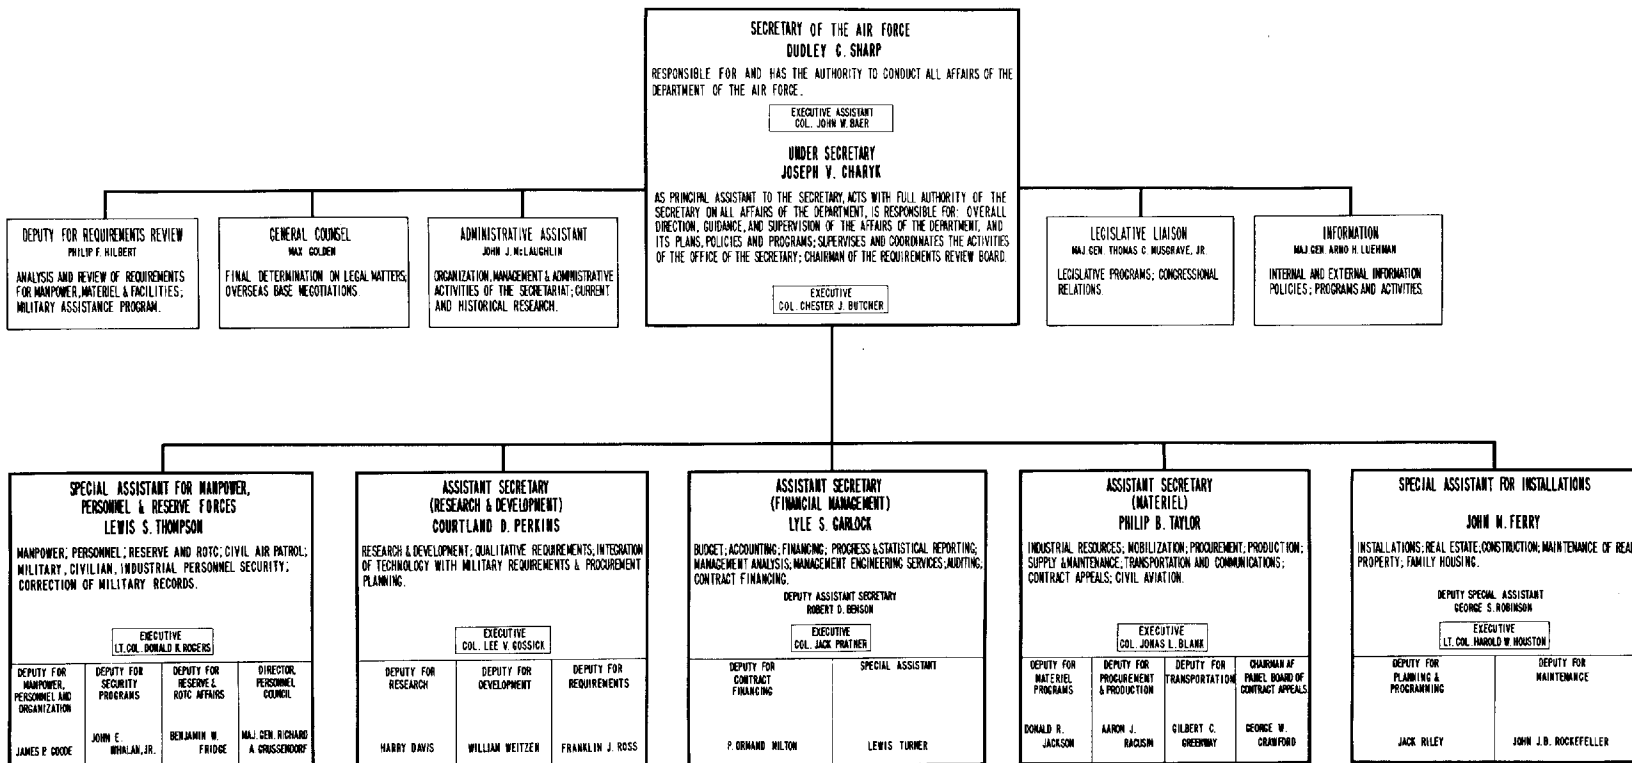 SECRETARY OF THE AIR FORCE
DUDLEY C. SHARP
RESPONSIBLE FOR AND HAS THE AUTHORITY TO CONDUCT ALL AFFAIRS OF THE
DEPARTMENT OF THE AIR FORCE.
EXECUTIVE ASSISTANT
COL. JOHN W. BAER
UNDER SECRETARY
JOSEPH V. CHARYK
AS PRINCIPAL ASSISTANT TO THE SECRETARY, ACTS WITH FULL AUTHORITY OF THE
SECRETARY ON ALL AFFAIRS OF THE DEPARTMENT, IS RESPONSIBLE FOR: OVERALL
DIRECTION, GUIDANCE, AND SUPERVISION OF THE AFFAIRS OF THE DEPARTMENT, AND
ITS PLANS, POLICIES AND PROGRAMS; SUPERVISES AND COORDINATES THE ACTIVITIES
OF THE OFFICE OF THE SECRETARY; CHAIRMAN OF THE REQUIREMENTS REVIEW BOARD.
EXECUTIVE
COL. CHESTER J. BUTCHER
DEPUTY FOR REQUIREMENTS REVIEW
PHILIP F. HILBERT
ANALYSIS AND REVIEW OF REQUIREMENTS
FOR MANPOWER, MATERIEL & FACILITIES;
MILITARY ASSISTANCE PROGRAM.
GENERAL COUNSEL
MAX GOLDEN
FINAL DETERMINATION ON LEGAL MATTERS,
OVERSEAS BASE NEGOTIATIONS.
ADMINISTRATIVE ASSISTANT
JOHN J. McLAUGHLIN
ORGANIZATION, MANAGEMENT & ADMINISTRATIVE
ACTIVITIES OF THE SECRETARIAT; CURRENT
AND HISTORICAL RESEARCH.
LEGISLATIVE LIAISON
MAJ. GEN. THOMAS C. MUSGRAVE, JR.
LEGISLATIVE PROGRAMS; CONGRESSIONAL
RELATIONS.
INFORMATION
MAJ. GEN. ARNO H. LUEHMAN
INTERNAL AND EXTERNAL INFORMATION
POLICIES; PROGRAMS AND ACTIVITIES.
SPECIAL ASSISTANT FOR MANPOWER,
PERSONNEL & RESERVE FORCES
LEWIS S. THOMPSON
MANPOWER; PERSONNEL; RESERVE AND ROTC; CIVIL AIR PATROL;
MILITARY, CIVILIAN, INDUSTRIAL PERSONNEL SECURITY;
CORRECTION OF MILITARY RECORDS.
EXECUTIVE
LT. COL. DONALD K. ROGERS
DEPUTY FOR
MANPOWER,
PERSONNEL AND
ORGANIZATION
JAMES P. GOODE
DEPUTY FOR
SECURITY
PROGRAMS
JOHN E.
WHALAN, JR.
DEPUTY FOR
RESERVE &
ROTC AFFAIRS
BENJAMIN W.
FRIDGE
DIRECTOR
PERSONNEL
COUNCIL
MAJ. GEN. RICHARD
A. GRUSSENDORF
ASSISTANT SECRETARY
(RESEARCH & DEVELOPMENT)
COURTLAND D. PERKINS
RESEARCH & DEVELOPMENT; QUALITATIVE REQUIREMENTS; INTEGRATION
OF TECHNOLOGY WITH MILITARY REQUIREMENTS & PROCUREMENT
PLANNING.
EXECUTIVE
COL. LEE V. GOSSICK
DEPUTY FOR
RESEARCH
HARRY DAVIS
DEPUTY FOR
DEVELOPMENT
WILLIAM WEITZEN
DEPUTY FOR
REQUIREMENTS
FRANKLIN J. ROSS
ASSISTANT SECRETARY
(FINANCIAL MANAGEMENT)
LYLE S. GARLOCK
BUDGET; ACCOUNTING; FINANCING; PROGRESS & STATISTICAL REPORTING;
MANAGEMENT ANALYSIS; MANAGEMENT ENGINEERING SERVICES; AUDITING,
CONTRACT FINANCING.
DEPUTY ASSISTANT SECRETARY
ROBERT D. BENSON
EXECUTIVE
COL. JACK PRATHER
DEPUTY FOR
CONTRACT
FINANCING
P. ORMAND MILTON
SPECIAL ASSISTANT
LEWIS TURNER
ASSISTANT SECRETARY
(MATERIEL)
PHILIP B. TAYLOR
INDUSTRIAL RESOURCES; MOBILIZATION; PROCUREMENT; PRODUCTION;
SUPPLY & MAINTENANCE; TRANSPORTATION AND COMMUNICATIONS;
CONTRACT APPEALS; CIVIL AVIATION.
EXECUTIVE
COL. JONAS L. BLANK
DEPUTY FOR
MATERIEL
PROGRAMS
DONALD R.
JACKSON
DEPUTY FOR
PROCUREMENT
& PRODUCTION
AARON J.
RACUSIN
DEPUTY FOR
TRANSPORTATION
GILBERT C.
GREENWAY
CHAIRMAN AF
PANEL BOARD OF
CONTRACT APPEALS
GEORGE W.
CRAWFORD
SPECIAL ASSISTANT FOR INSTALLATIONS
JOHN M. FERRY
INSTALLATIONS; REAL ESTATE; CONSTRUCTION; MAINTENANCE OF REAL
PROPERTY; FAMILY HOUSING.
DEPUTY SPECIAL ASSISTANT
GEORGE S. ROBINSON
EXECUTIVE
LT. COL. HAROLD W. HOUSTON
DEPUTY FOR
PLANNING &
PROGRAMMING
JACK RILEY
DEPUTY FOR
MAINTENANCE
JOHN J.B. ROCKEFELLER